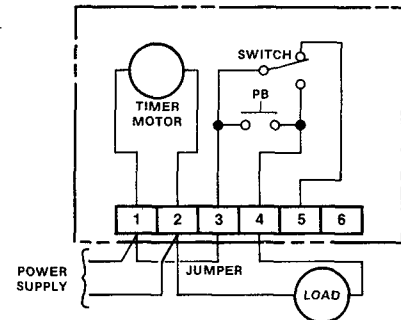 SWITCH
TIMER
MOTOR
PB
1 2 3 4 5 6
POWER
SUPPLY
JUMPER
LOAD